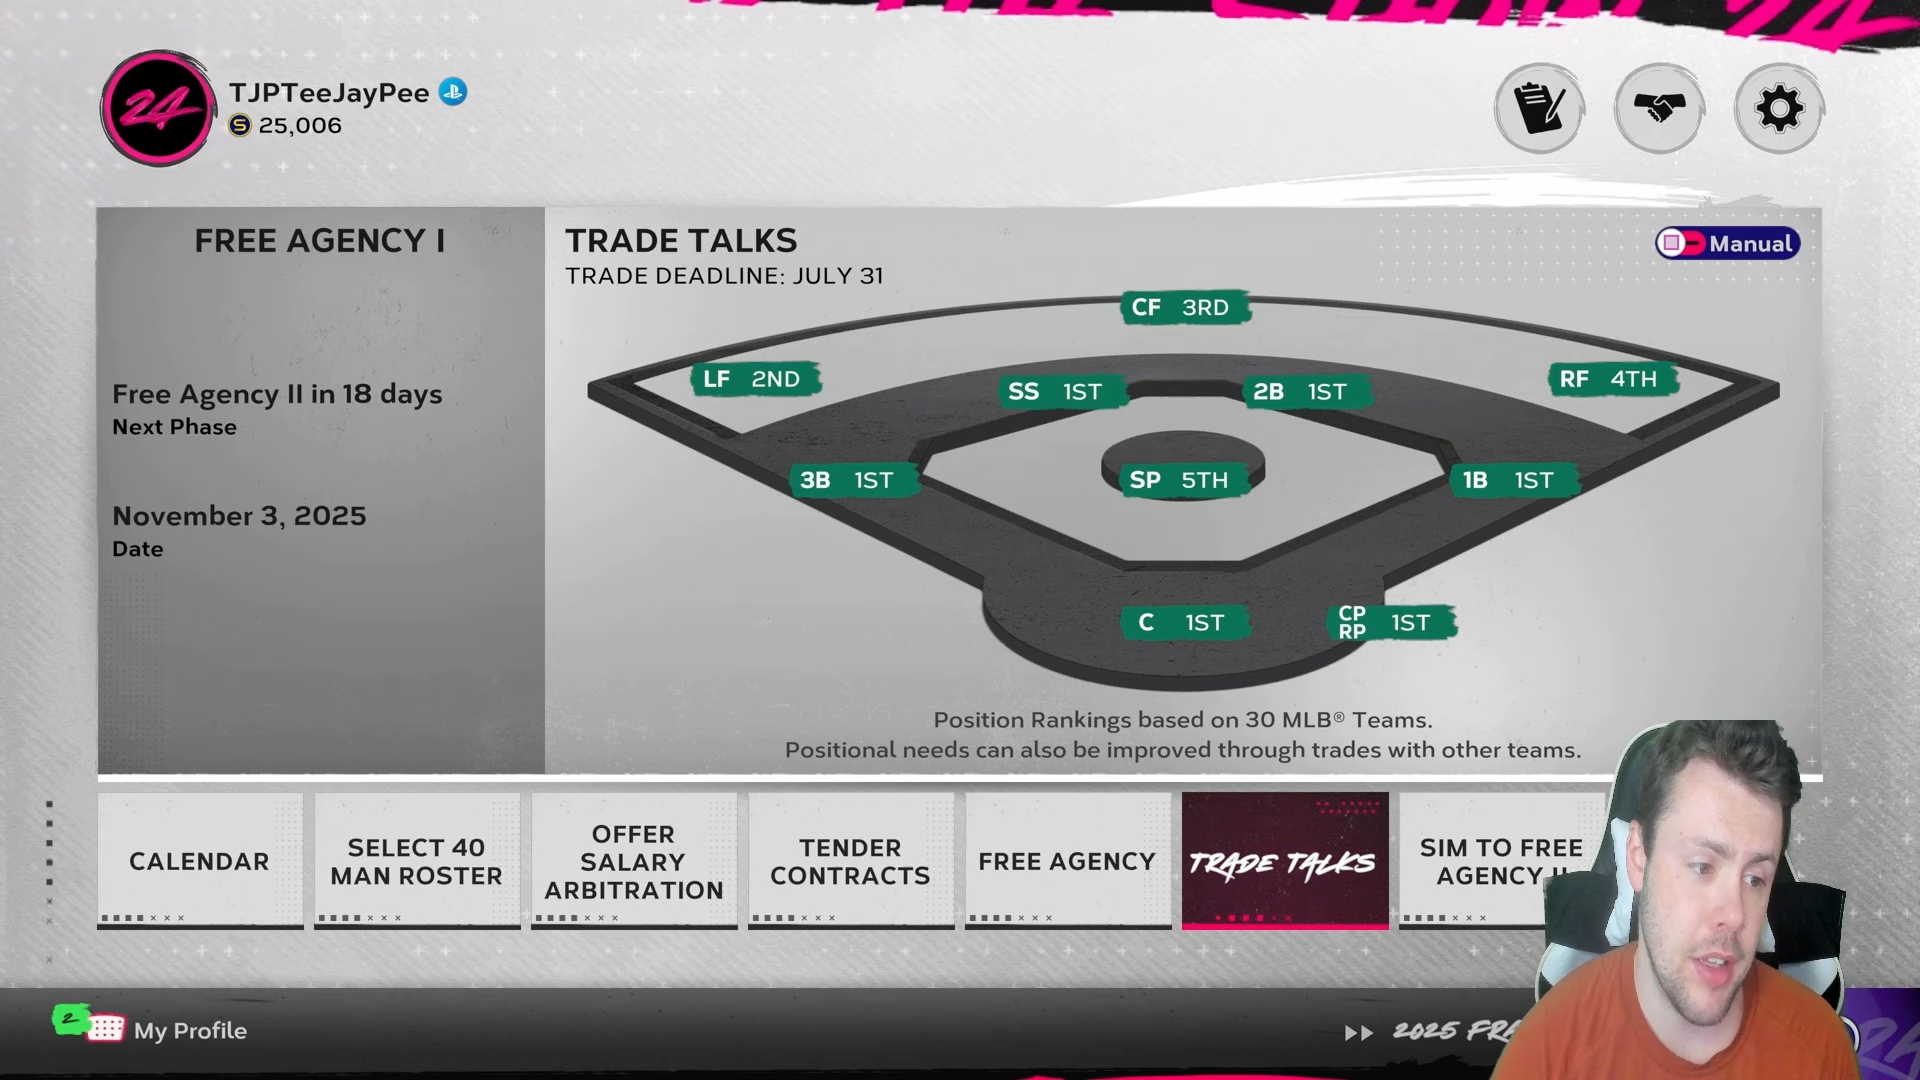 24
TJPTeeJayPee
S 25,006
FREE AGENCY I
Free Agency II in 18 days
Next Phase
November 3, 2025
Date
TRADE TALKS
TRADE DEADLINE: JULY 31
Manual
CF 3RD
LF 2ND
SS 1ST
2B 1ST
RF 4TH
3B 1ST
SP 5TH
1B 1ST
C 1ST
CP
RP 1ST
Position Rankings based on 30 MLB® Teams.
Positional needs can also be improved through trades with other teams.
CALENDAR
SELECT 40
MAN ROSTER
OFFER
SALARY
ARBITRATION
TENDER
CONTRACTS
FREE AGENCY
TRADE TALKS
SIM TO FREE
AGENCY II
2
My Profile
2025 FRA